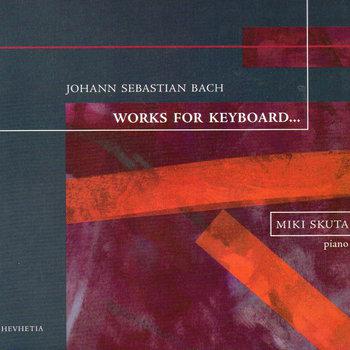 JOHANN SEBASTIAN BACH
WORKS FOR KEYBOARD...
MIKI SKUTA
piano
HEVHETIA